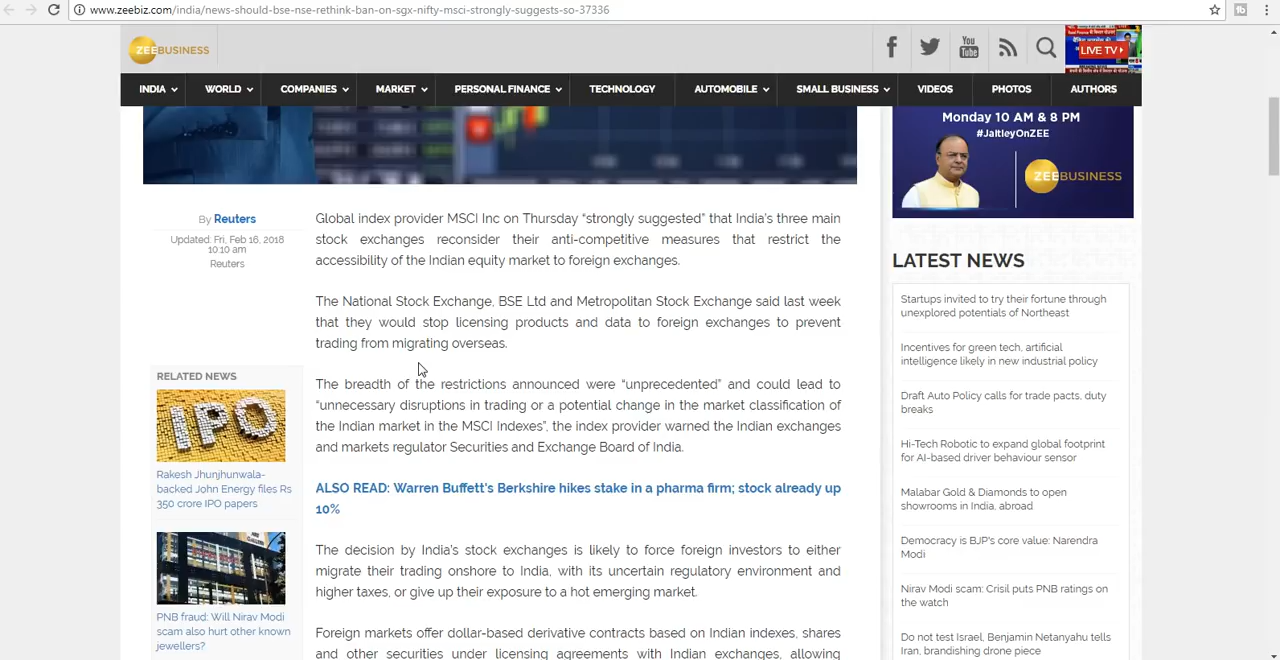 www.zeebiz.com/india/news-should-bse-nse-rethink-ban-on-sgx-nifty-msci-strongly-suggests-so-37336
ZEEBUSINESS
You
Tube
LIVE TV
INDIA WORLD COMPANIES MARKET PERSONAL FINANCE TECHNOLOGY AUTOMOBILE SMALL BUSINESS VIDEOS PHOTOS AUTHORS
By Reuters
Updated: Fri, Feb 16, 2018
10:10 am
Reuters
RELATED NEWS
IPO
Rakesh Jhunjhunwala-
backed John Energy files Rs
350 crore IPO papers
PNB fraud: Will Nirav Modi
scam also hurt other known
jewellers?
Global index provider MSCI Inc on Thursday “strongly suggested” that India’s three main
stock exchanges reconsider their anti-competitive measures that restrict the
accessibility of the Indian equity market to foreign exchanges.
The National Stock Exchange, BSE Ltd and Metropolitan Stock Exchange said last week
that they would stop licensing products and data to foreign exchanges to prevent
trading from migrating overseas.
The breadth of the restrictions announced were “unprecedented” and could lead to
“unnecessary disruptions in trading or a potential change in the market classification of
the Indian market in the MSCI Indexes”, the index provider warned the Indian exchanges
and markets regulator Securities and Exchange Board of India.
ALSO READ: Warren Buffett’s Berkshire hikes stake in a pharma firm; stock already up
10%
The decision by India’s stock exchanges is likely to force foreign investors to either
migrate their trading onshore to India, with its uncertain regulatory environment and
higher taxes, or give up their exposure to a hot emerging market.
Foreign markets offer dollar-based derivative contracts based on Indian indexes, shares
and other securities under licensing agreements with Indian exchanges, allowing
Monday 10 AM & 8 PM
#JaitleyOnZEE
ZEEBUSINESS
LATEST NEWS
Startups invited to try their fortune through
unexplored potentials of Northeast
Incentives for green tech, artificial
intelligence likely in new industrial policy
Draft Auto Policy calls for trade pacts, duty
breaks
Hi-Tech Robotic to expand global footprint
for AI-based driver behaviour sensor
Malabar Gold & Diamonds to open
showrooms in India, abroad
Democracy is BJP's core value: Narendra
Modi
Nirav Modi scam: Crisil puts PNB ratings on
the watch
Do not test Israel, Benjamin Netanyahu tells
Iran, brandishing drone piece